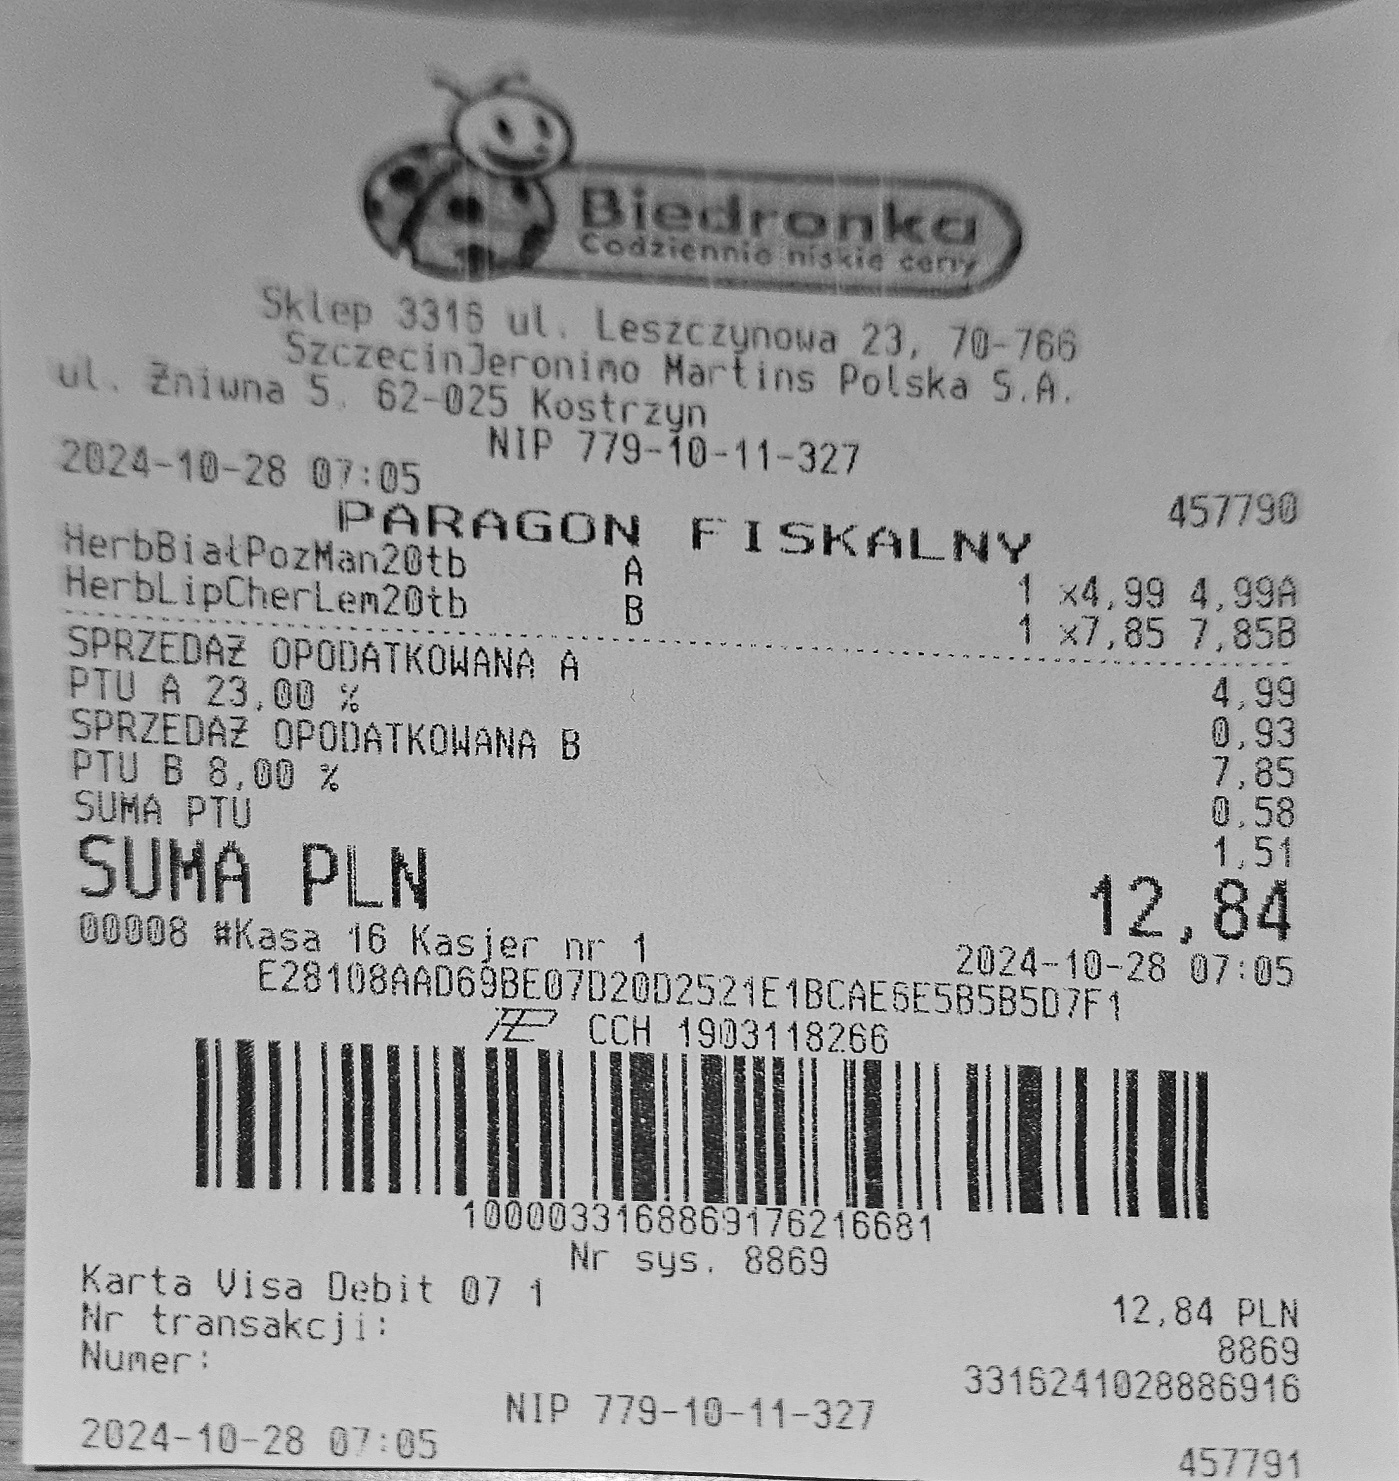 Biedronka
Codziennie niskie ceny
Sklep 3316 ul. Leszczynowa 23, 70-766
SzczecinJeronimo Martins Polska S.A.
ul. Żniwna 5. 62-025 Kostrzyn
NIP 779-10-11-327
2024-10-28 07:05 457790
PARAGON FISKALNY
HerbBiałPozMan20tb A 1 x4,99 4,99A
HerbLipCherLem20tb B 1 x7,85 7,85B
SPRZEDAŻ OPODATKOWANA A 4,99
PTU A 23,00 % 0,93
SPRZEDAŻ OPODATKOWANA B 7,85
PTU B 8,00 % 0,58
SUMA PTU 1,51
SUMA PLN 12,84
00008 #Kasa 16 Kasjer nr 1 2024-10-28 07:05
E28108AAD69BE07D20D2521E1BCAE6E5B5B5D7F1
CCH 1903118266
1000033168869176216681
Nr sys. 8869
Karta Visa Debit 07 1 12,84 PLN
Nr transakcji: 8869
Numer: 3316241028886916
NIP 779-10-11-327
2024-10-28 07:05 457791